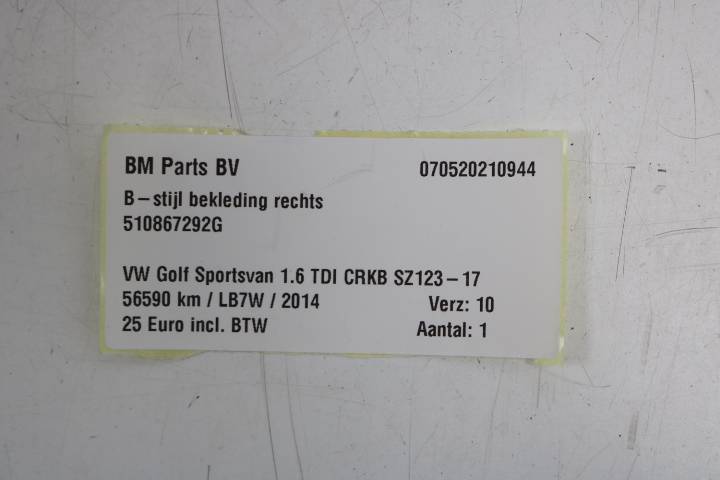 BM Parts BV 070520210944
B-stijl bekleding rechts
510867292G
VW Golf Sportsvan 1.6 TDI CRKB SZ123-17
56590 km / LB7W / 2014 Verz: 10
25 Euro incl. BTW Aantal: 1